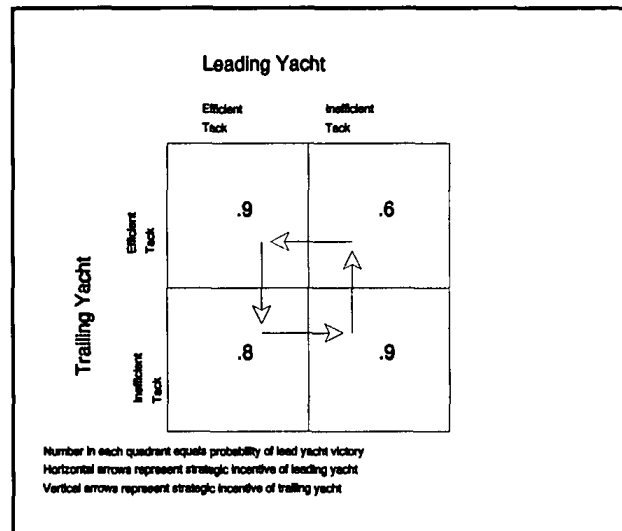 Leading Yacht
Efficient Inefficient
Tack Tack
.9 .6
Efficient
Tack
Trailing Yacht
.8 .9
Inefficient
Tack
Number in each quadrant equals probability of lead yacht victory
Horizontal arrows represent strategic incentive of leading yacht
Vertical arrows represent strategic incentive of trailing yacht